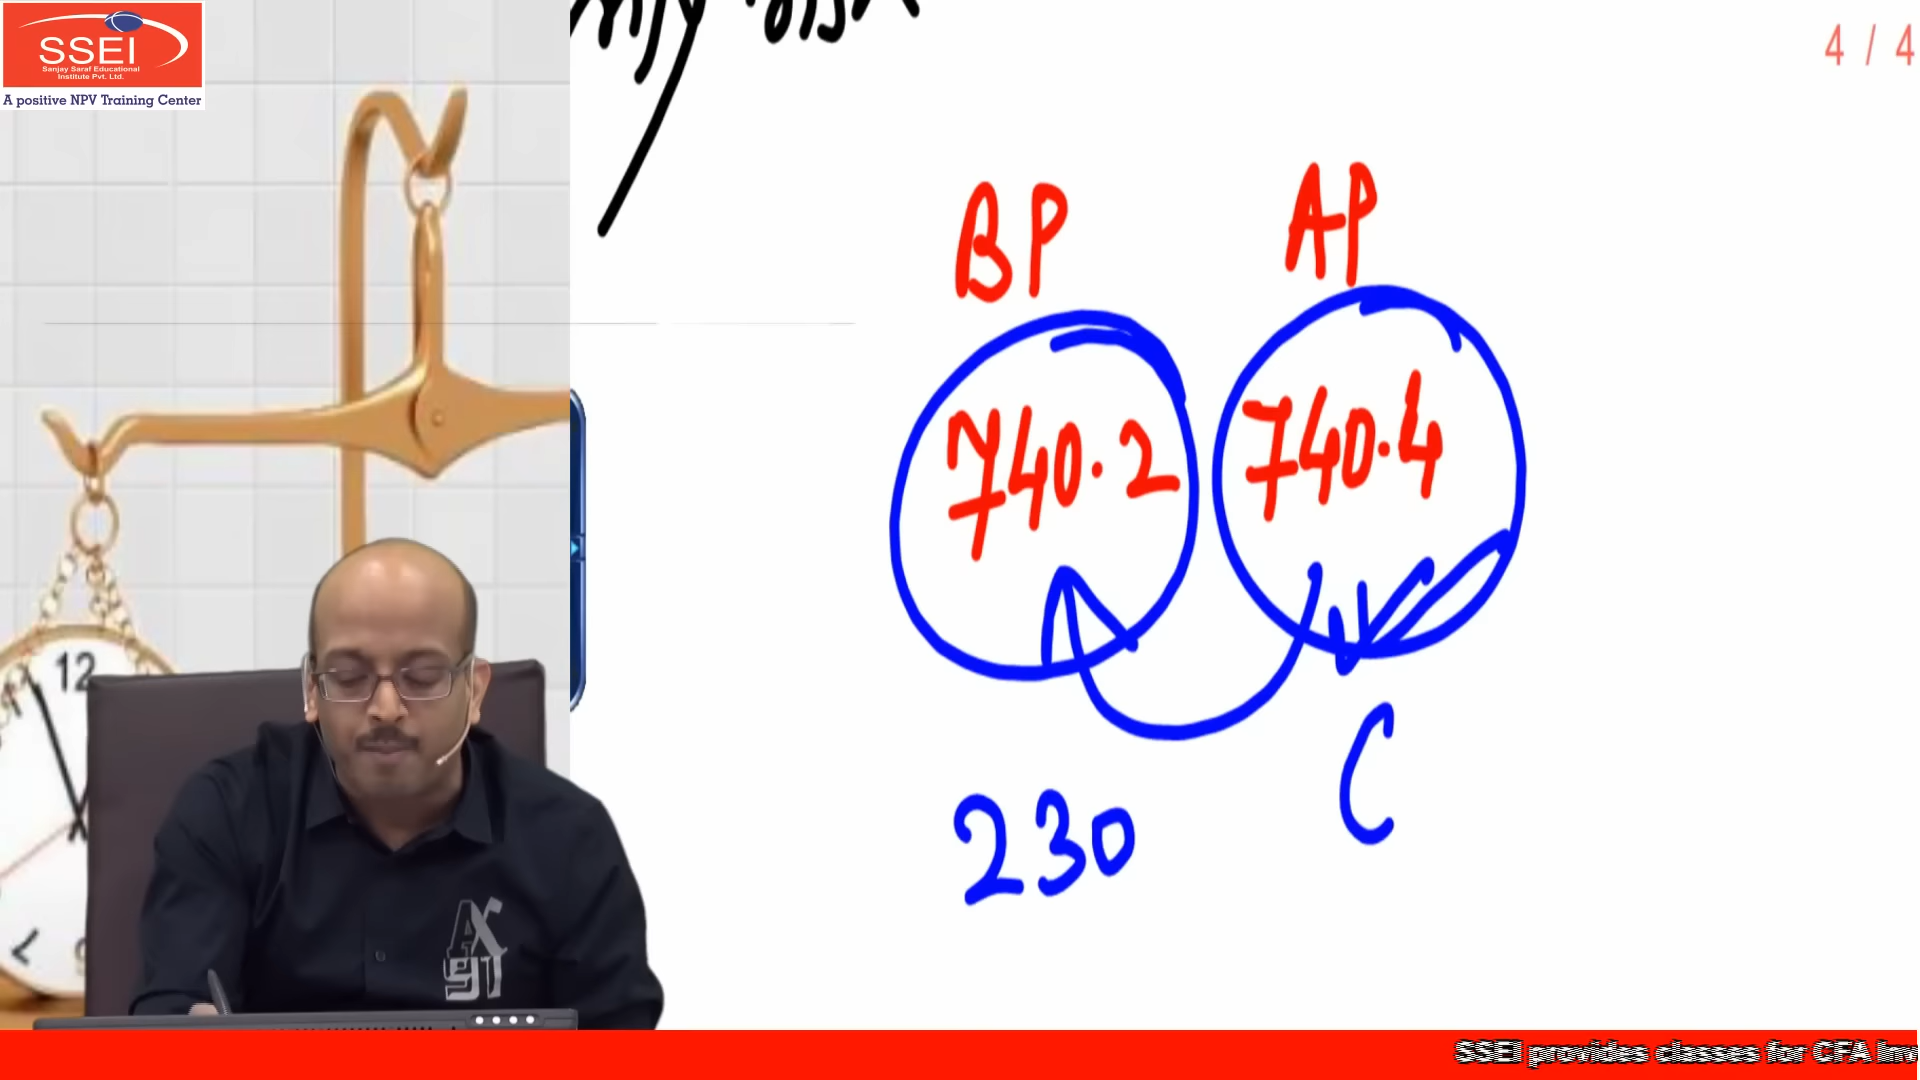 SSEI
Sanjay Saraf Educational
Institute Pvt. Ltd.
A positive NPV Training Center
4 / 4
BP
AP
740.2
740.4
12
C
230
SSEI provides classes for CFA Inv